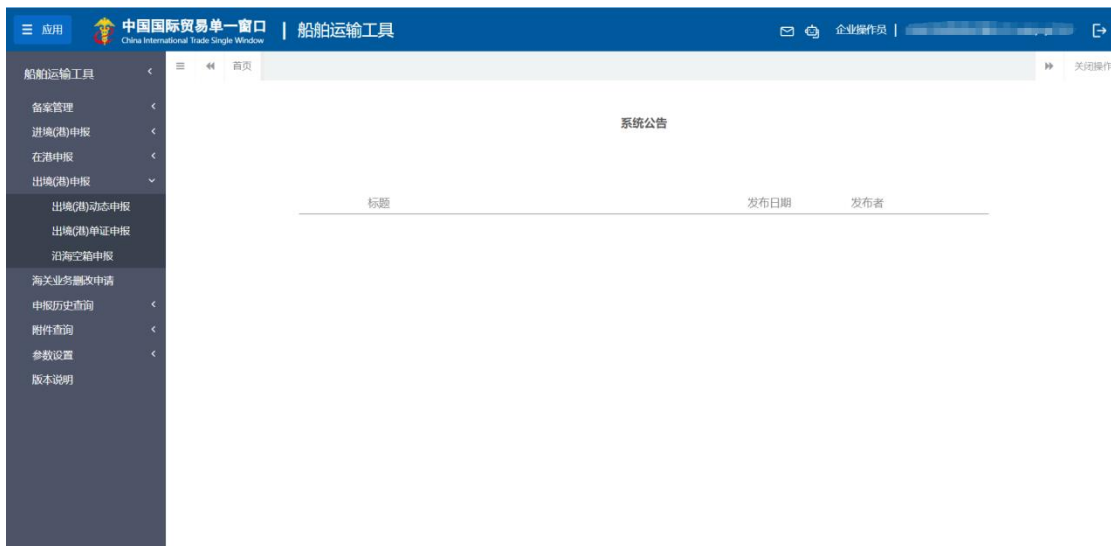 应用
中国国际贸易单一窗口
China International Trade Single Window
船舶运输工具
企业操作员
船舶运输工具
首页
关闭操作
备案管理
进境(港)申报
在港申报
出境(港)申报
出境(港)动态申报
出境(港)单证申报
沿海空箱申报
海关业务删改申请
申报历史查询
附件查询
参数设置
版本说明
系统公告
标题 发布日期 发布者